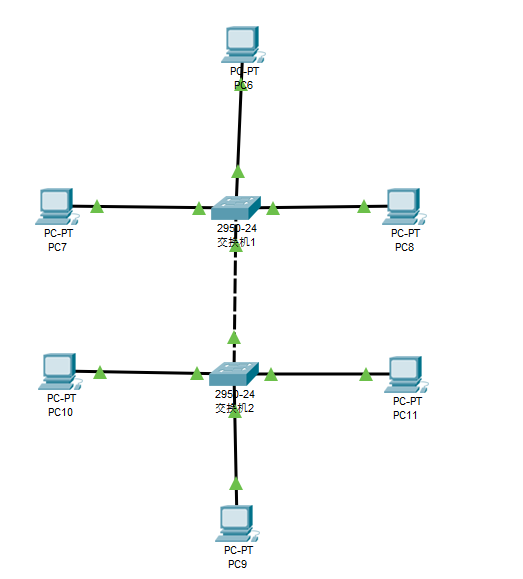 PC-PT
PC6
PC-PT
PC7
2950-24
交换机1
PC-PT
PC8
PC-PT
PC10
2950-24
交换机2
PC-PT
PC11
PC-PT
PC9